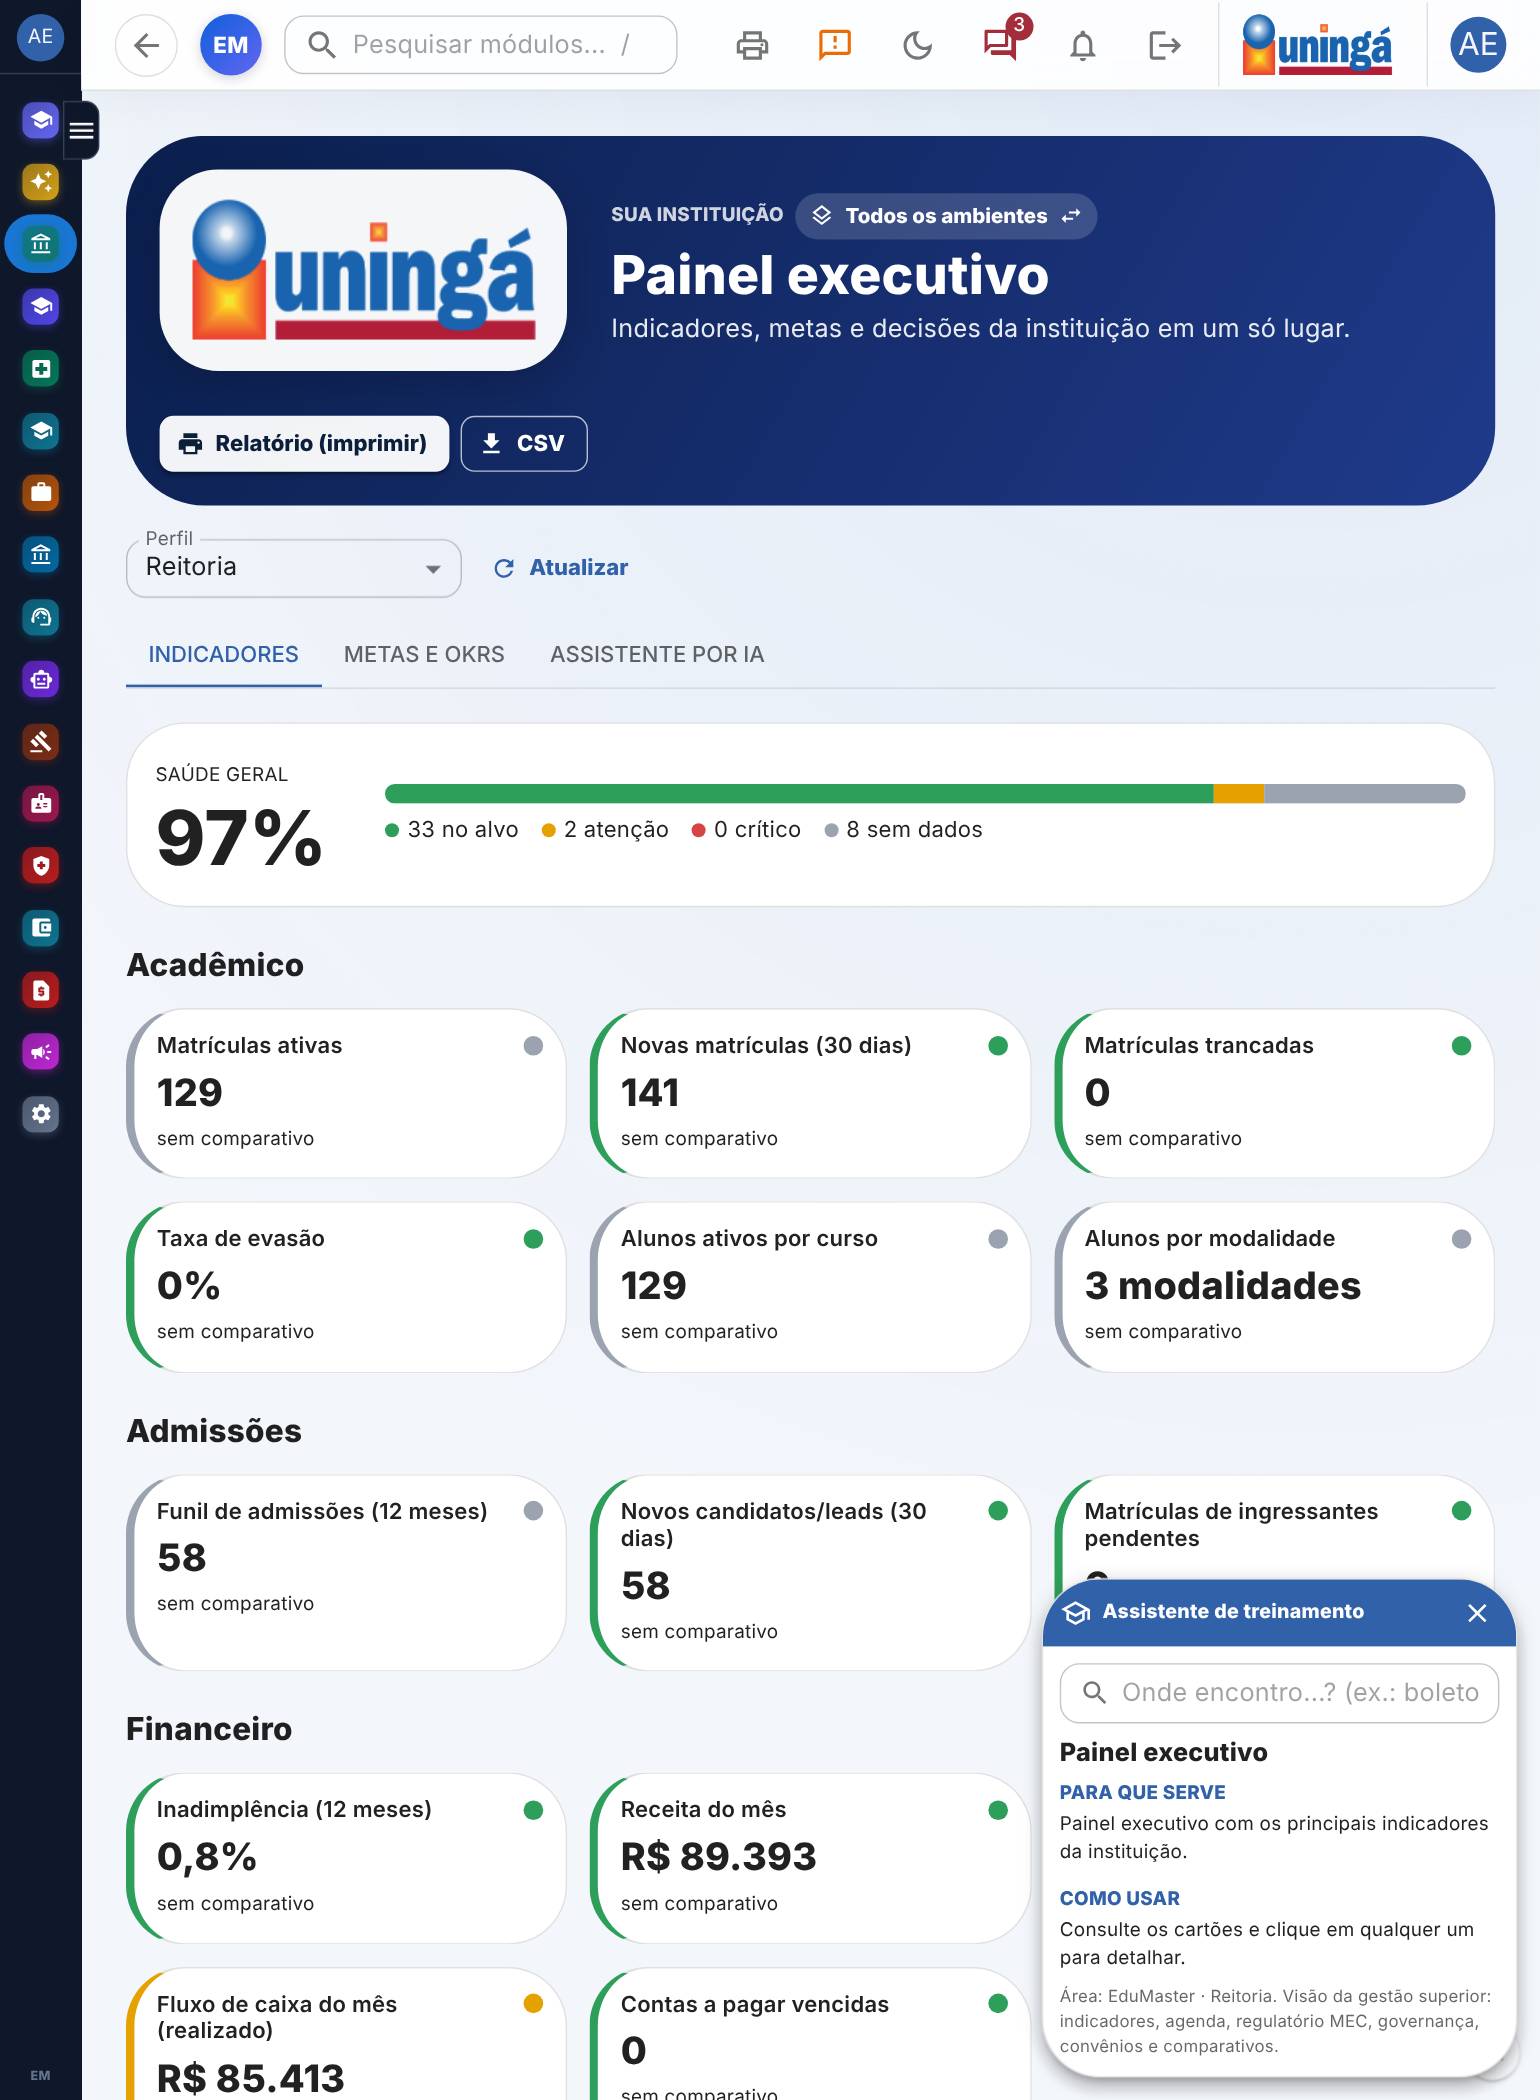 AE
EM
Pesquisar módulos... /
3
uningá
AE
uningá
SUA INSTITUIÇÃO
Todos os ambientes
Painel executivo
Indicadores, metas e decisões da instituição em um só lugar.
Relatório (imprimir)
CSV
Perfil
Reitoria
Atualizar
INDICADORES
METAS E OKRS
ASSISTENTE POR IA
SAÚDE GERAL
97%
33 no alvo
2 atenção
0 crítico
8 sem dados
Acadêmico
Matrículas ativas
129
sem comparativo
Novas matrículas (30 dias)
141
sem comparativo
Matrículas trancadas
0
sem comparativo
Taxa de evasão
0%
sem comparativo
Alunos ativos por curso
129
sem comparativo
Alunos por modalidade
3 modalidades
sem comparativo
Admissões
Funil de admissões (12 meses)
58
sem comparativo
Novos candidatos/leads (30
dias)
58
sem comparativo
Matrículas de ingressantes
pendentes
Financeiro
Inadimplência (12 meses)
0,8%
sem comparativo
Receita do mês
R$ 89.393
sem comparativo
Fluxo de caixa do mês
(realizado)
R$ 85.413
Contas a pagar vencidas
0
sem comparativo
Assistente de treinamento
Onde encontro...? (ex.: boleto
Painel executivo
PARA QUE SERVE
Painel executivo com os principais indicadores
da instituição.
COMO USAR
Consulte os cartões e clique em qualquer um
para detalhar.
Área: EduMaster · Reitoria. Visão da gestão superior:
indicadores, agenda, regulatório MEC, governança,
convênios e comparativos.
EM